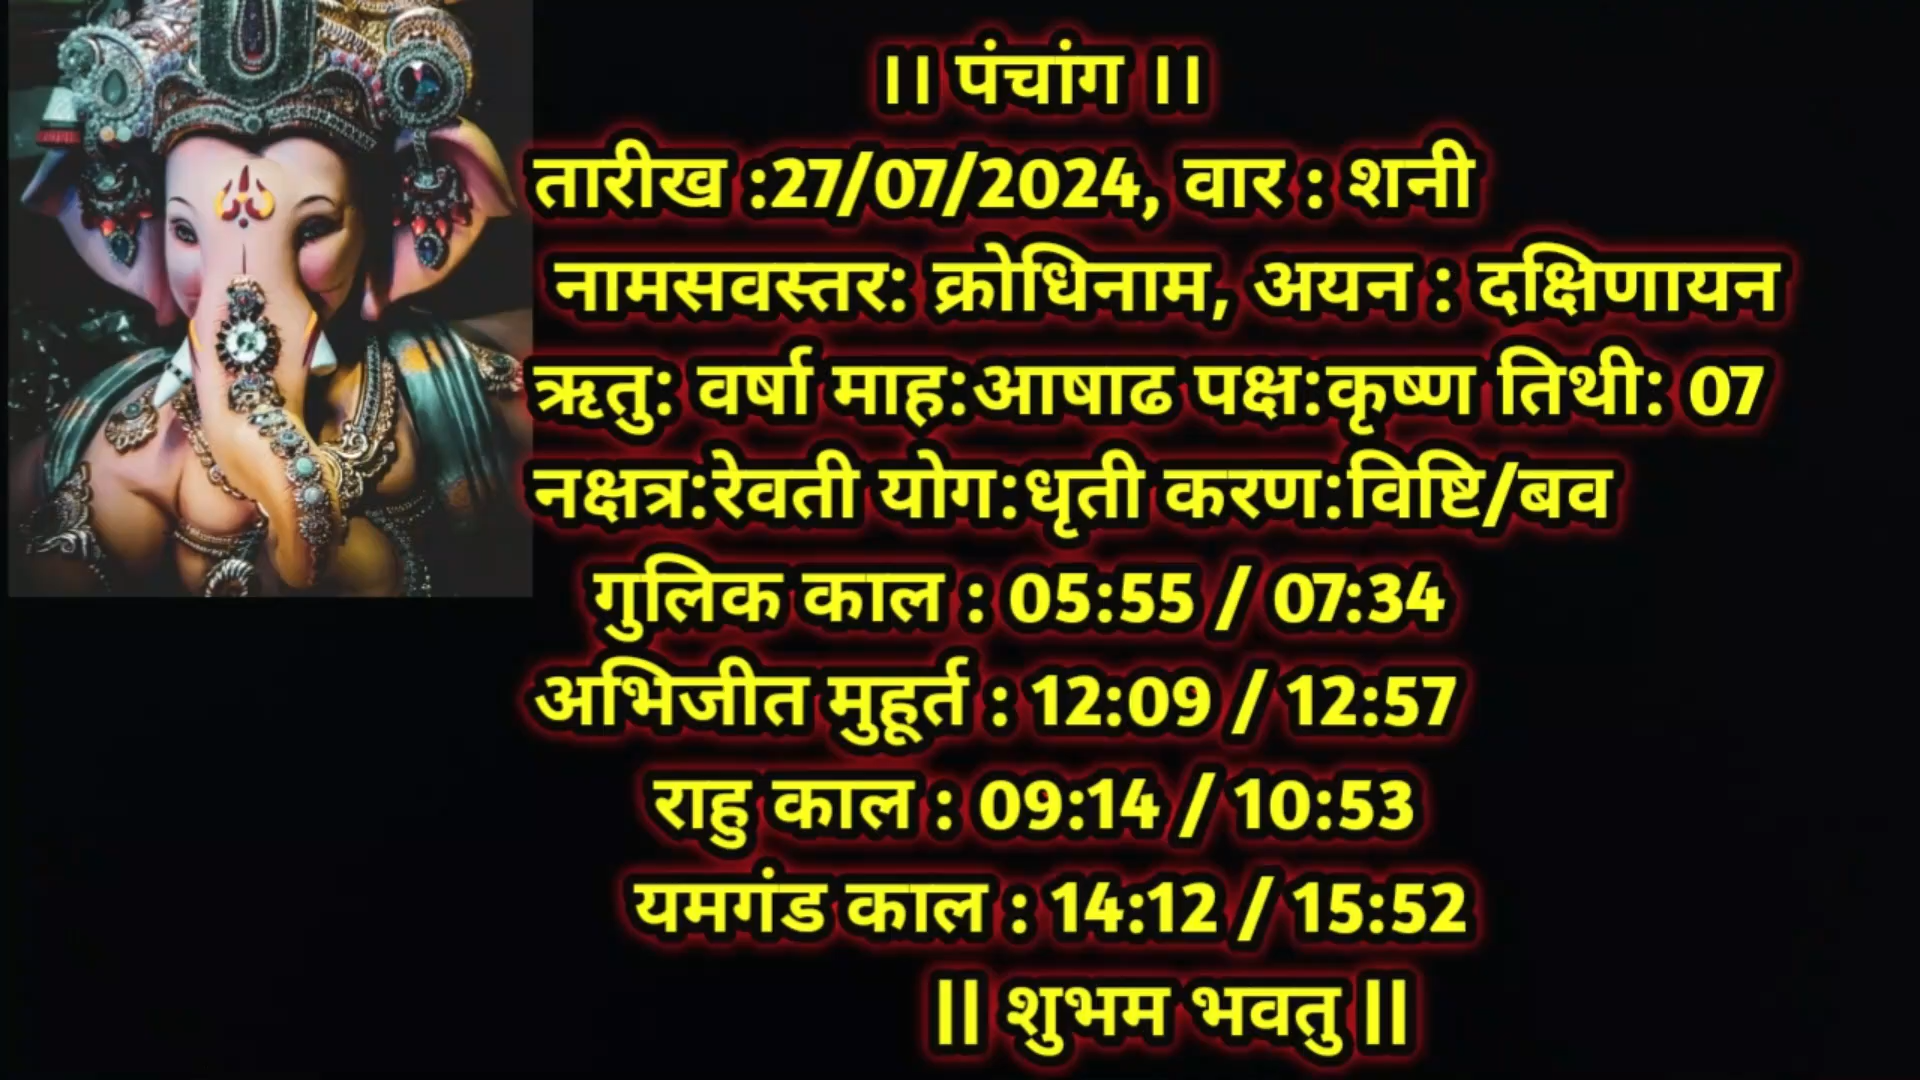 ।। पंचांग ।।
तारीख :27/07/2024, वार : शनी
नामसवस्तर: क्रोधिनाम, अयन : दक्षिणायन
ऋतु: वर्षा माह:आषाढ पक्ष:कृष्ण तिथी: 07
नक्षत्र:रेवती योग:धृती करण:विष्टि/बव
गुलिक काल : 05:55 / 07:34
अभिजीत मुहूर्त : 12:09 / 12:57
राहु काल : 09:14 / 10:53
यमगंड काल : 14:12 / 15:52
|| शुभम भवतु ||